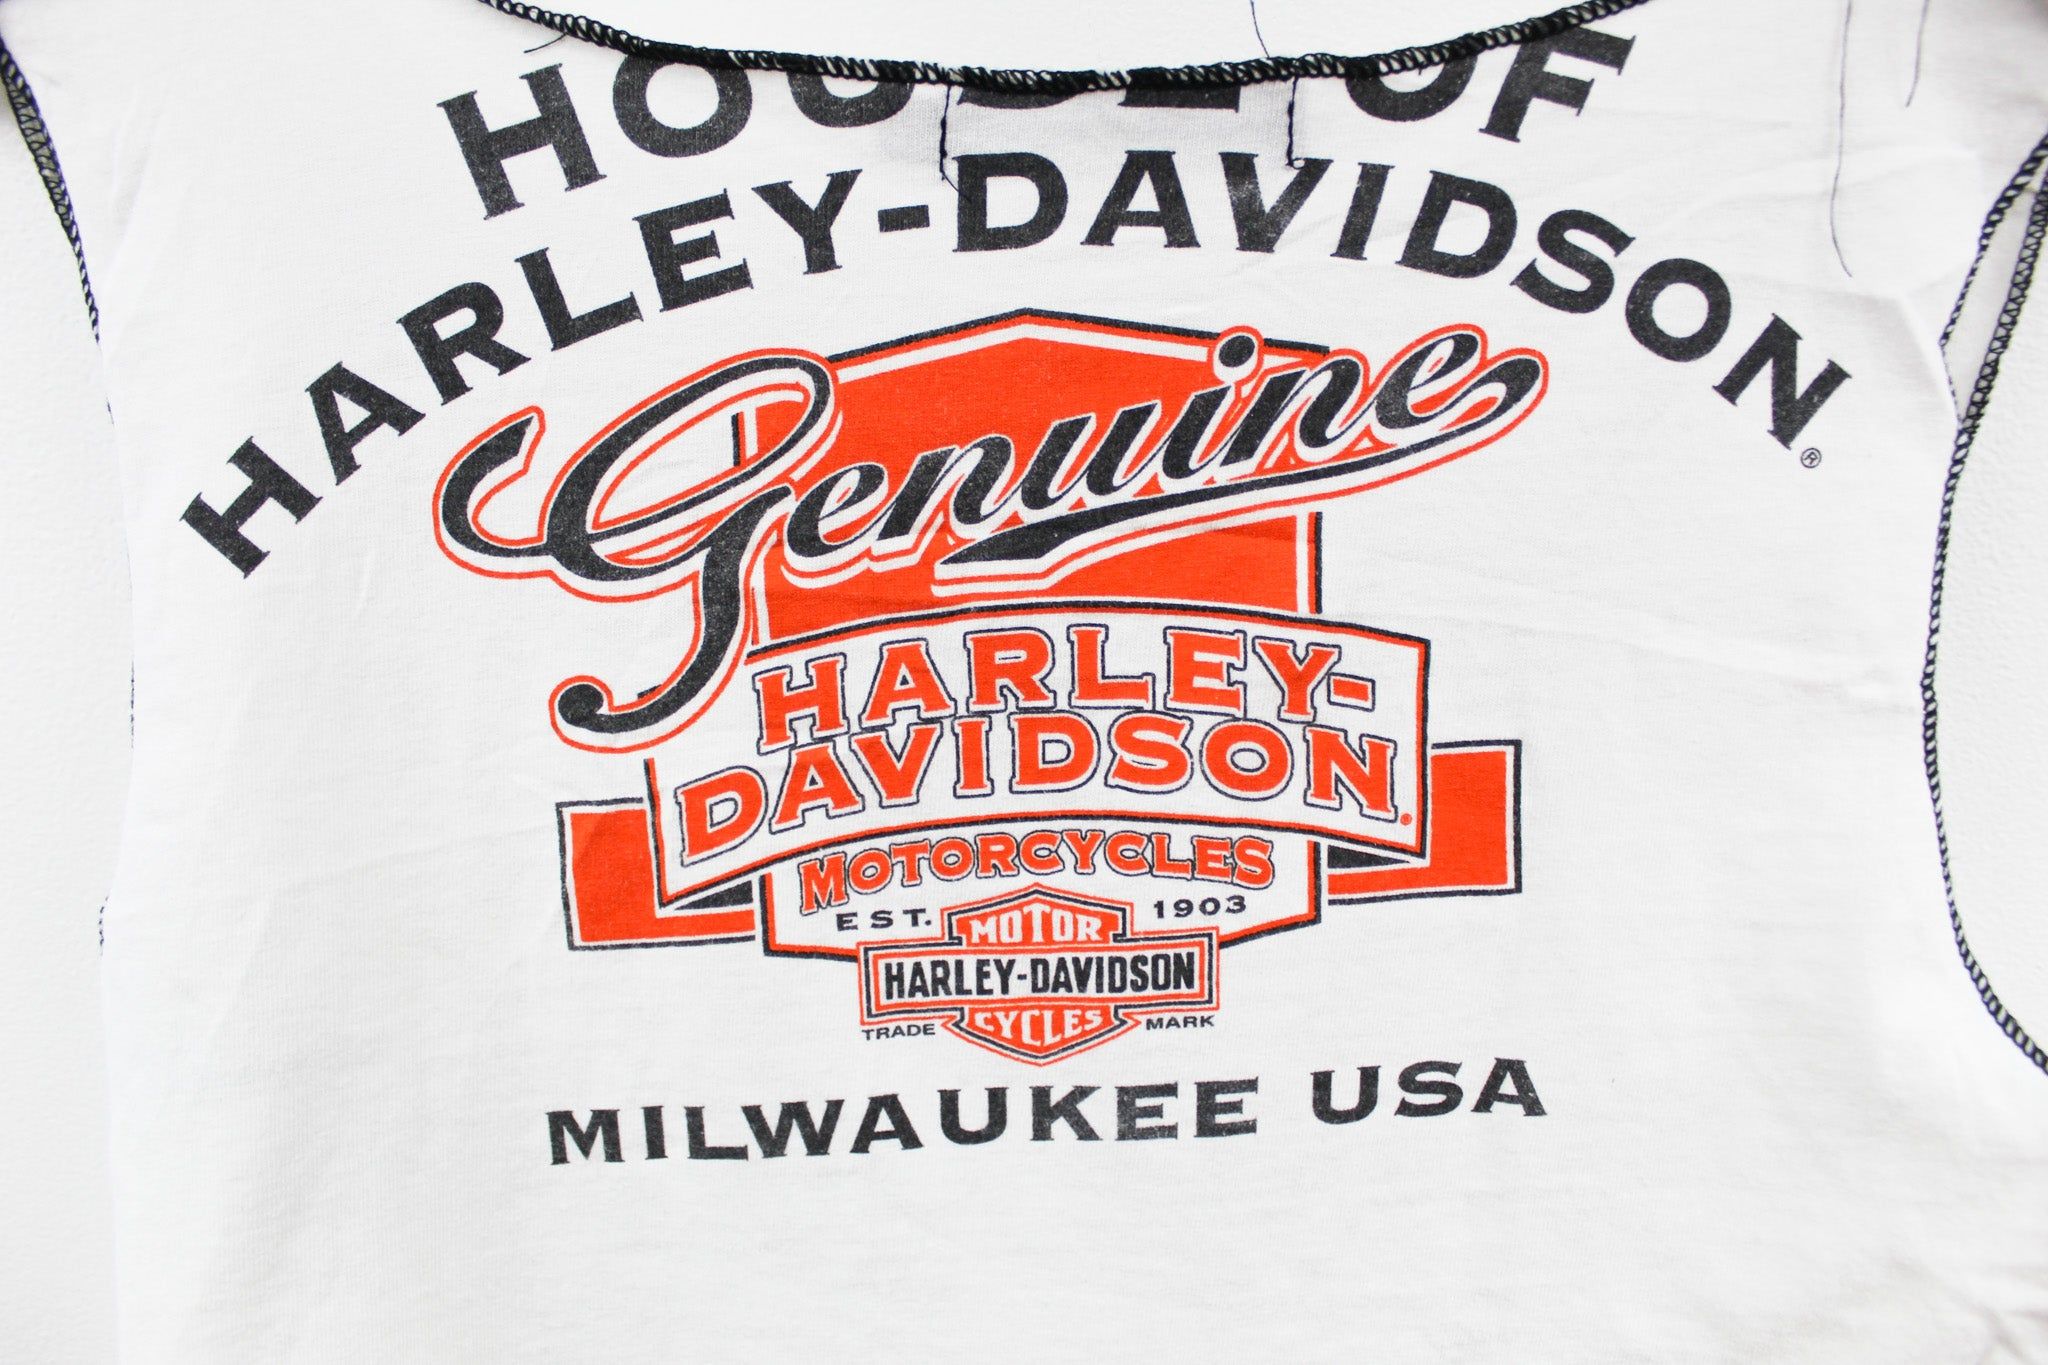 HOUSE OF
HARLEY-DAVIDSON®
Genuine
HARLEY-
DAVIDSON®
MOTORCYCLES
EST. 1903
MOTOR
HARLEY-DAVIDSON
CYCLES
TRADE MARK
MILWAUKEE USA